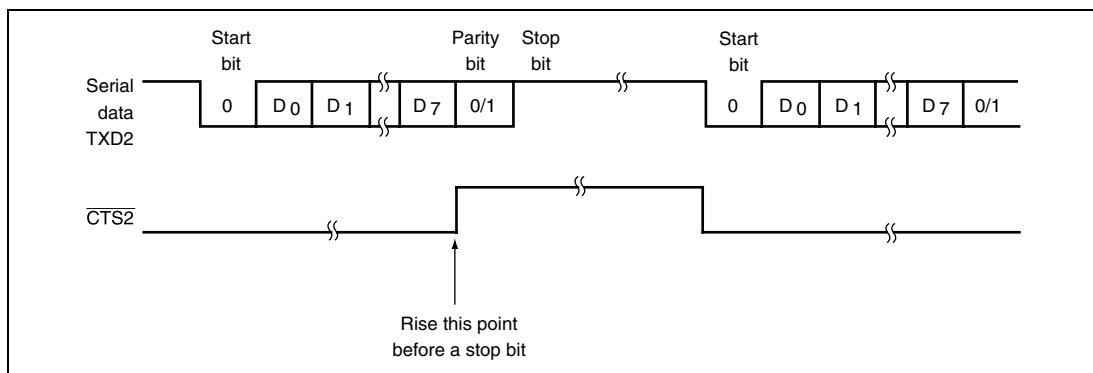 Start bit
Parity bit
Stop bit
Start bit
Serial data TXD2
0 D0 D1 D7 0/1 0 D0 D1 D7 0/1
CTS2
Rise this point
before a stop bit